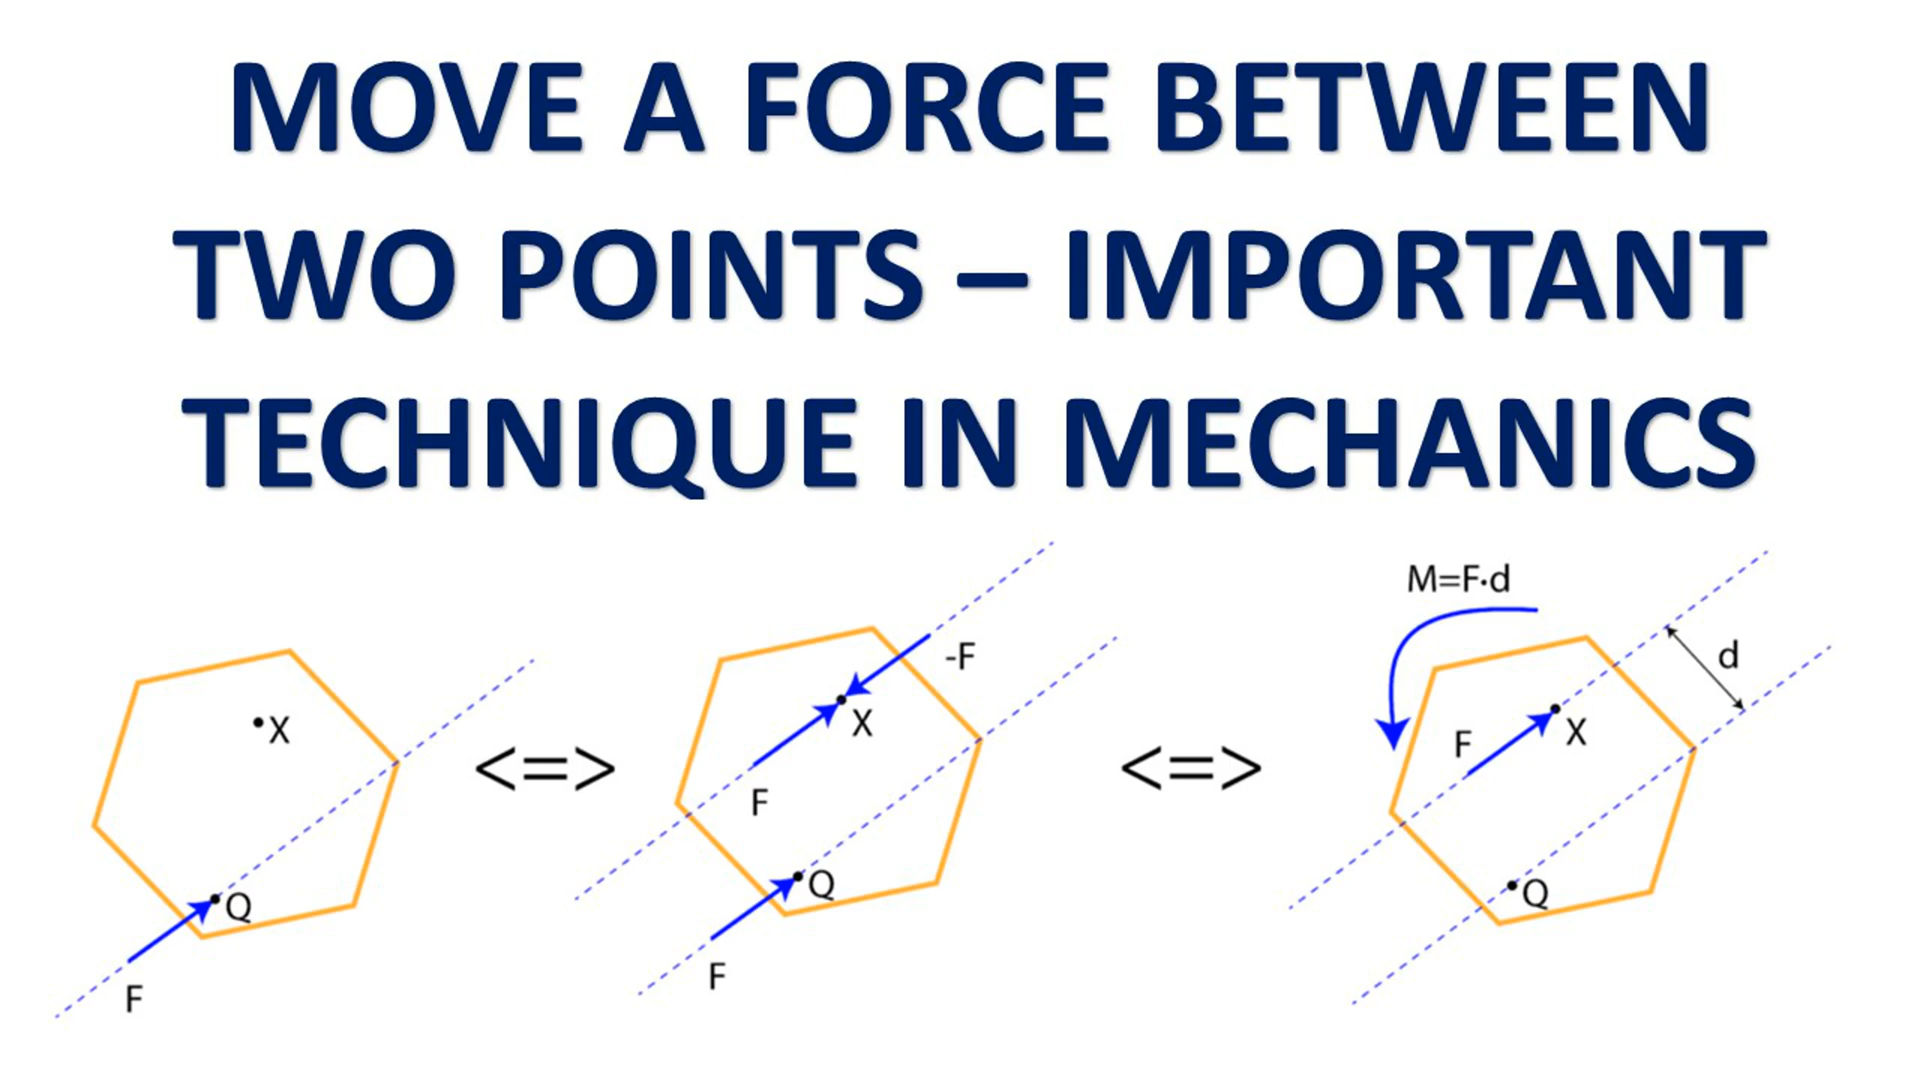 MOVE A FORCE BETWEEN
TWO POINTS – IMPORTANT
TECHNIQUE IN MECHANICS
X
Q
F
<=>
-F
X
F
Q
F
<=>
M=F·d
d
F
X
Q